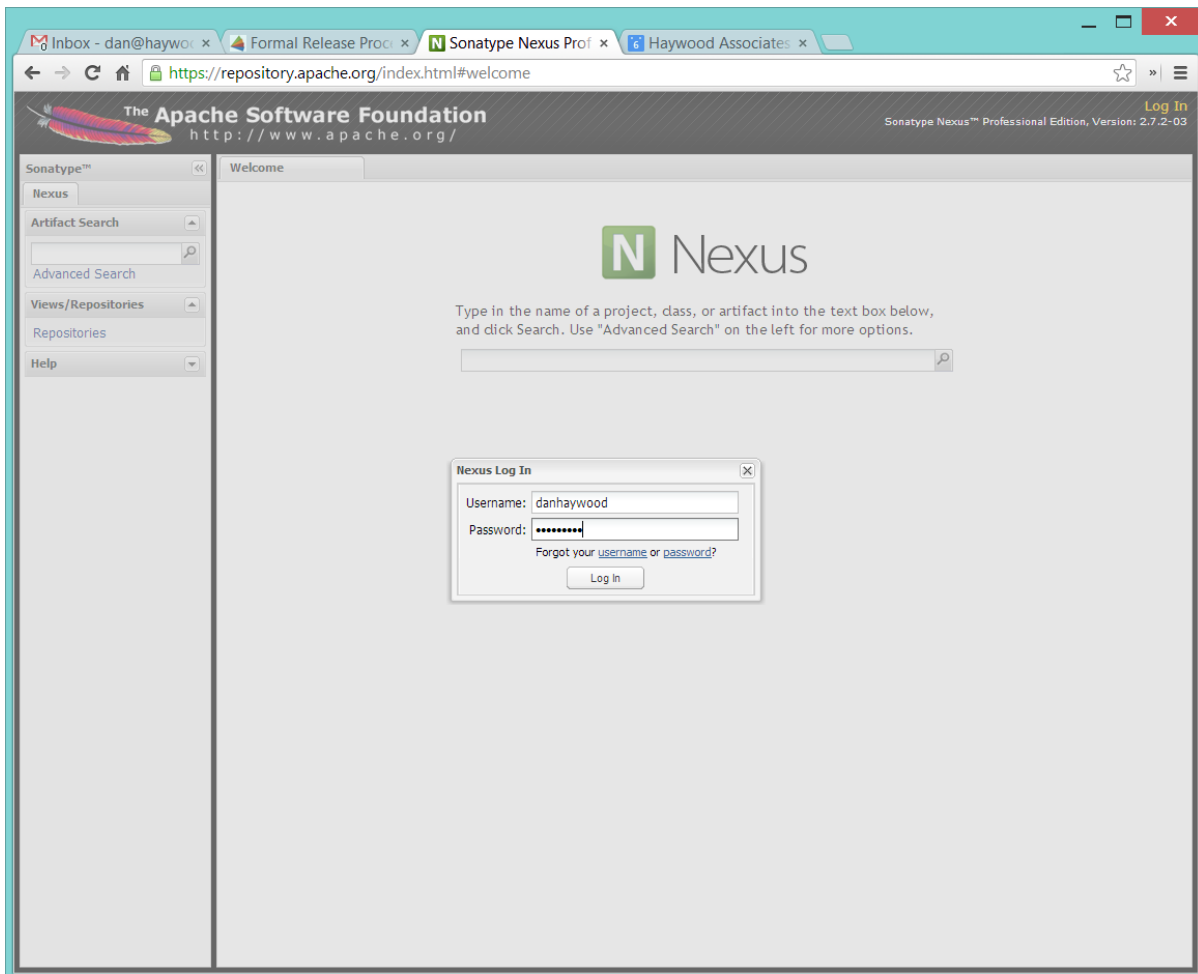 Inbox - dan@haywoo
Formal Release Proce
Sonatype Nexus Prof
Haywood Associates
https://repository.apache.org/index.html#welcome
The Apache Software Foundation
http://www.apache.org/
Log In
Sonatype Nexus™ Professional Edition, Version: 2.7.2-03
Sonatype™
Nexus
Artifact Search
Advanced Search
Views/Repositories
Repositories
Help
Welcome
N Nexus
Type in the name of a project, class, or artifact into the text box below,
and click Search. Use "Advanced Search" on the left for more options.
Nexus Log In
Username: danhaywood
Password: •••••••••
Forgot your username or password?
Log In